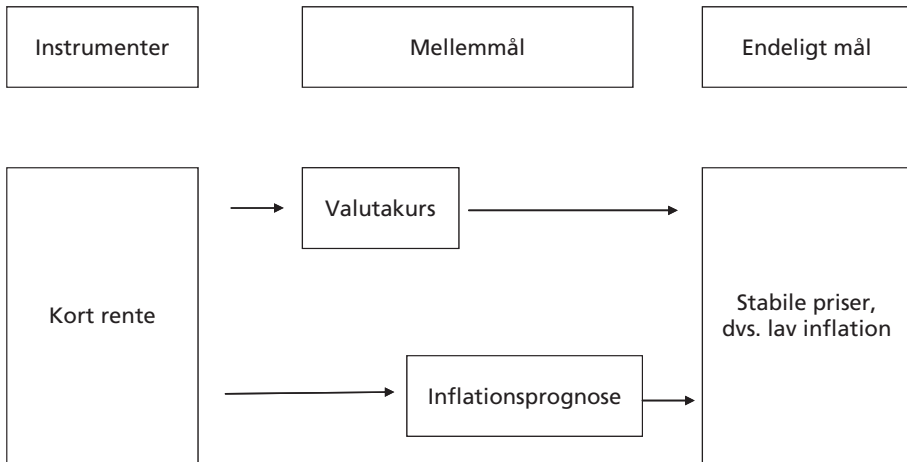 Instrumenter
Mellemmål
Endeligt mål
Valutakurs
Kort rente
Stabile priser,
dvs. lav inflation
Inflationsprognose